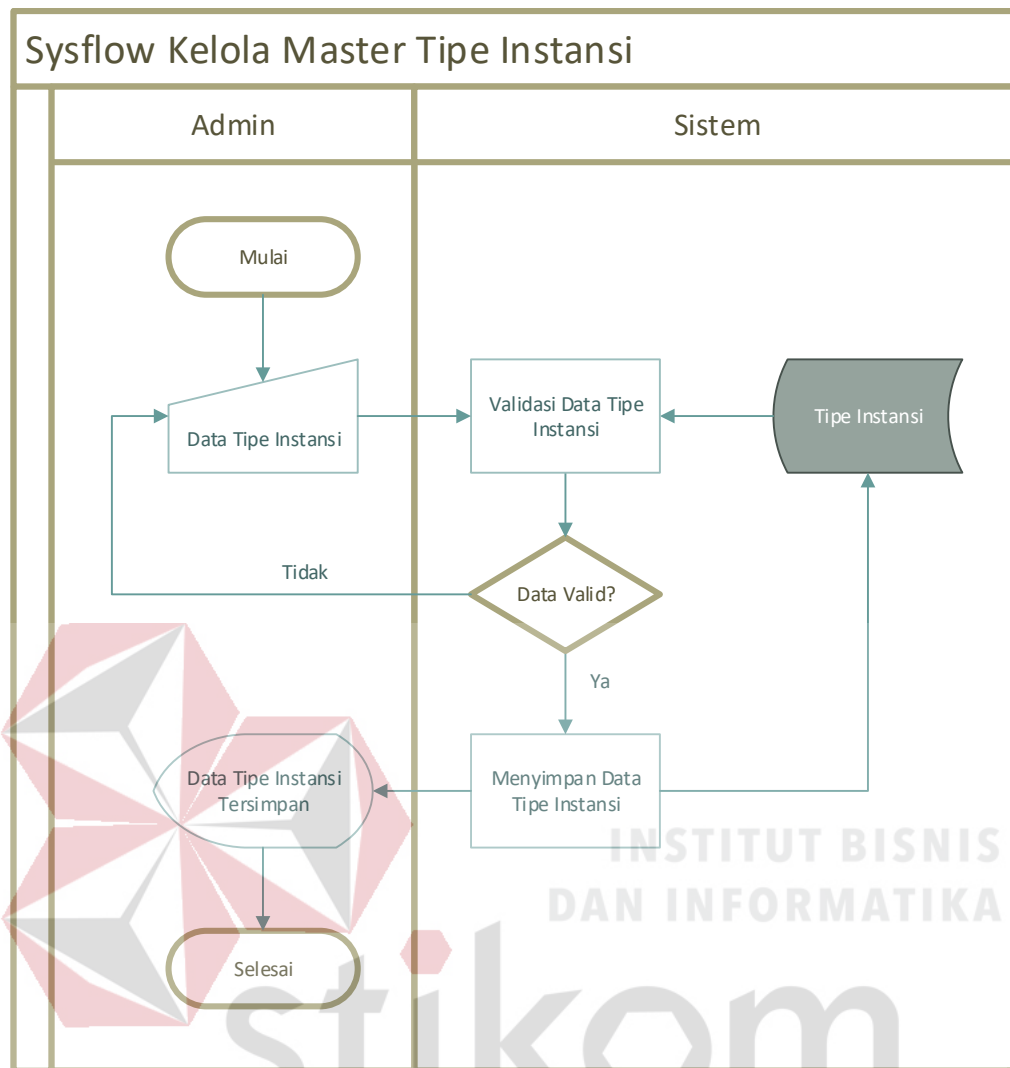 Sysflow Kelola Master Tipe Instansi
Admin
Sistem
Mulai
Data Tipe Instansi
Validasi Data Tipe
Instansi
Tipe Instansi
Tidak
Data Valid?
Ya
Data Tipe Instansi
Tersimpan
Menyimpan Data
Tipe Instansi
INSTITUT BISNIS
DAN INFORMATIKA
Selesai
stikom